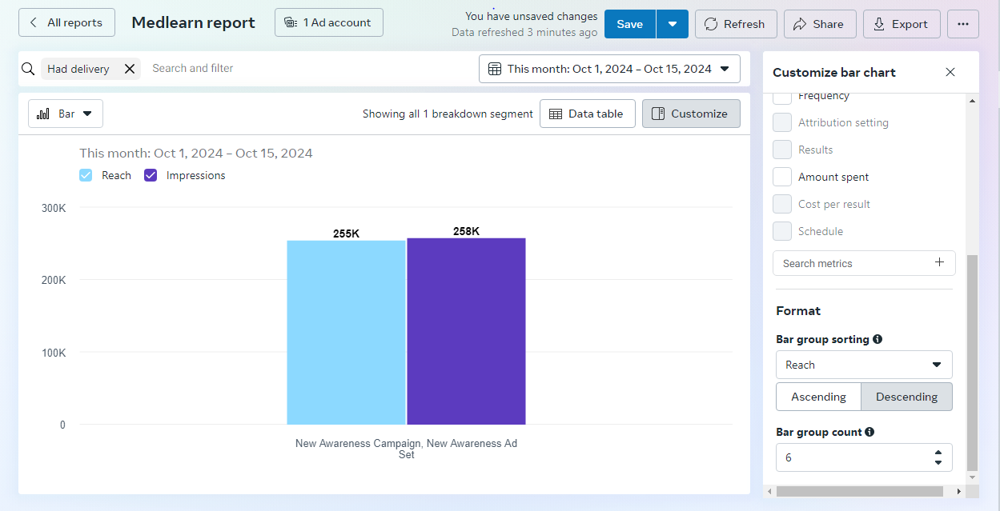 All reports
Medlearn report
1 Ad account
You have unsaved changes
Data refreshed 3 minutes ago
Save
Refresh
Share
Export
Had delivery
Search and filter
This month: Oct 1, 2024 – Oct 15, 2024
Bar
Showing all 1 breakdown segment
Data table
Customize
This month: Oct 1, 2024 – Oct 15, 2024
Reach
Impressions
300K
200K
100K
0
255K
258K
New Awareness Campaign, New Awareness Ad
Set
Customize bar chart
Frequency
Attribution setting
Results
Amount spent
Cost per result
Schedule
Search metrics
Format
Bar group sorting
Reach
Ascending
Descending
Bar group count
6